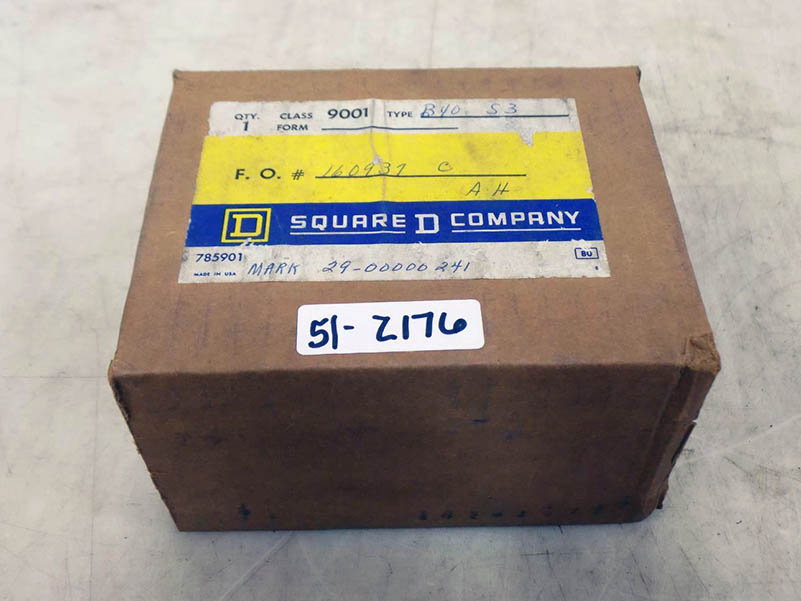 QTY. CLASS 9001 TYPE B40 S3
1 FORM
F. O. # 160937 C
A-H
D SQUARE D COMPANY
785901 BU
MADE IN USA MARK 29-00000241
51-2176